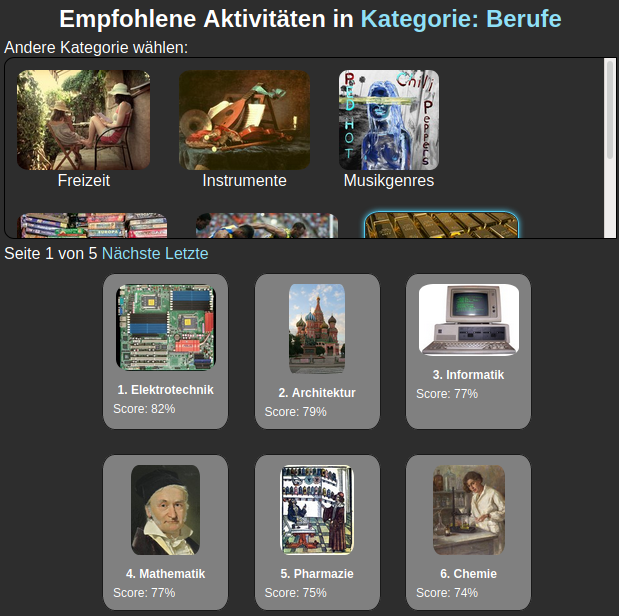 Empfohlene Aktivitäten in Kategorie: Berufe
Andere Kategorie wählen:
RED HOT Chili Peppers
Freizeit
Instrumente
Musikgenres
Seite 1 von 5 Nächste Letzte
1. Elektrotechnik
Score: 82%
2. Architektur
Score: 79%
3. Informatik
Score: 77%
4. Mathematik
Score: 77%
5. Pharmazie
Score: 75%
6. Chemie
Score: 74%